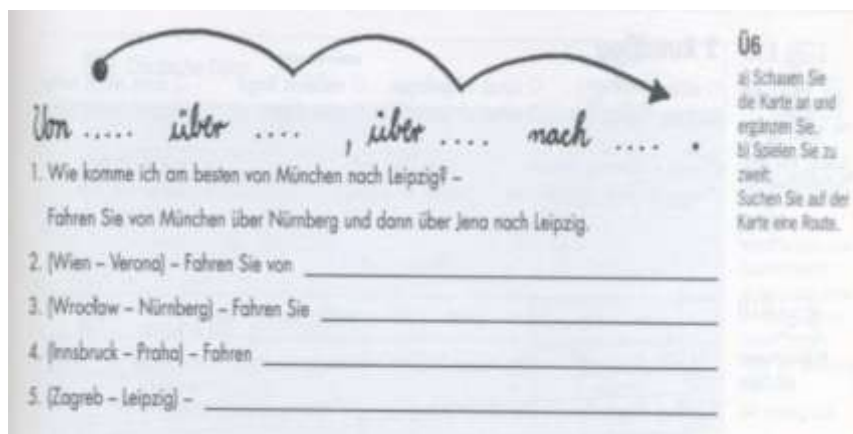 Von ..... über .... , über .... nach .... .
1. Wie komme ich am besten von München nach Leipzig? –
Fahren Sie von München über Nürnberg und dann über Jena nach Leipzig.
2. (Wien – Verona) – Fahren Sie von
3. (Wrocław – Nürnberg) – Fahren Sie
4. (Innsbruck – Praha) – Fahren
5. (Zagreb – Leipzig) –
Ü6
a) Schauen Sie
die Karte an und
ergänzen Sie.
b) Spielen Sie zu
zweit:
Suchen Sie auf der
Karte eine Route.